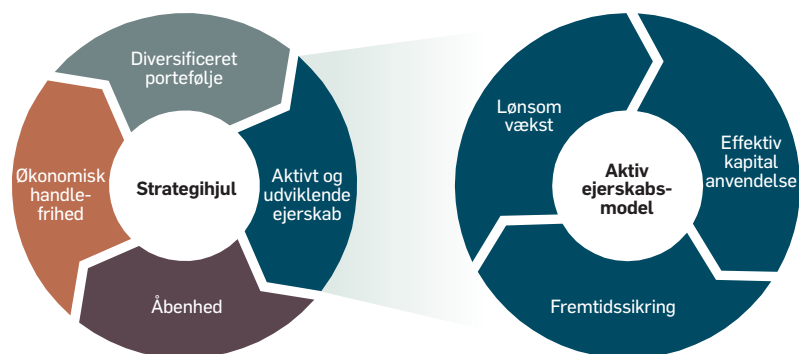 Diversificeret
portefølje
Økonomisk
handle-
frihed
Strategihjul
Aktivt og
udviklende
ejerskab
Åbenhed
Lønsom
vækst
Effektiv
kapital
anvendelse
Aktiv
ejerskabs-
model
Fremtidssikring